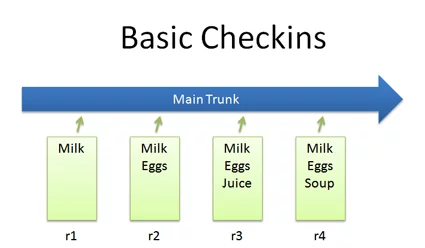 Basic Checkins
Main Trunk
Milk
Milk
Eggs
Milk
Eggs
Juice
Milk
Eggs
Soup
r1
r2
r3
r4